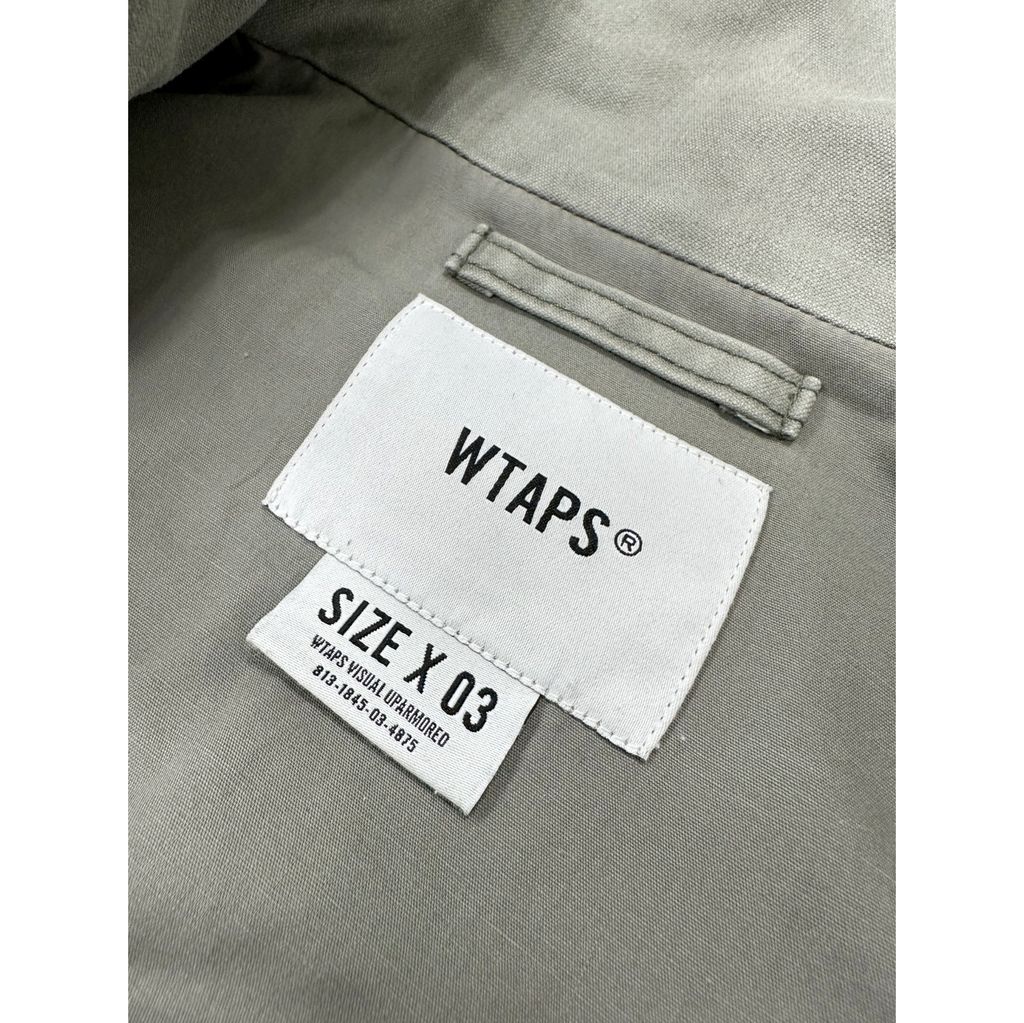 WTAPS®
SIZE X 03
WTAPS VISUAL UPARMORED
813-1845-03-4875